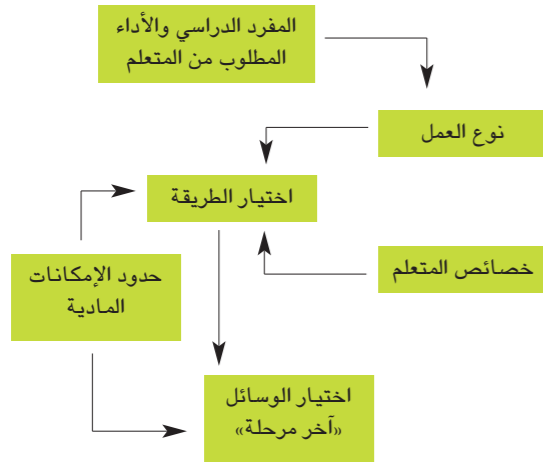 المفرد الدراسي والأداء
المطلوب من المتعلم
نوع العمل
اختيار الطريقة
خصائص المتعلم
حدود الإمكانات
المادية
اختيار الوسائل
«آخر مرحلة»